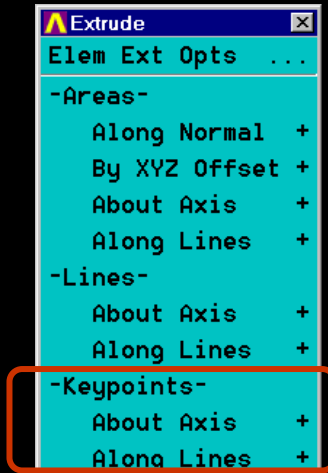 Extrude
Elem Ext Opts ...
-Areas-
Along Normal +
By XYZ Offset +
About Axis +
Along Lines +
-Lines-
About Axis +
Along Lines +
-Keypoints-
About Axis +
Along Lines +